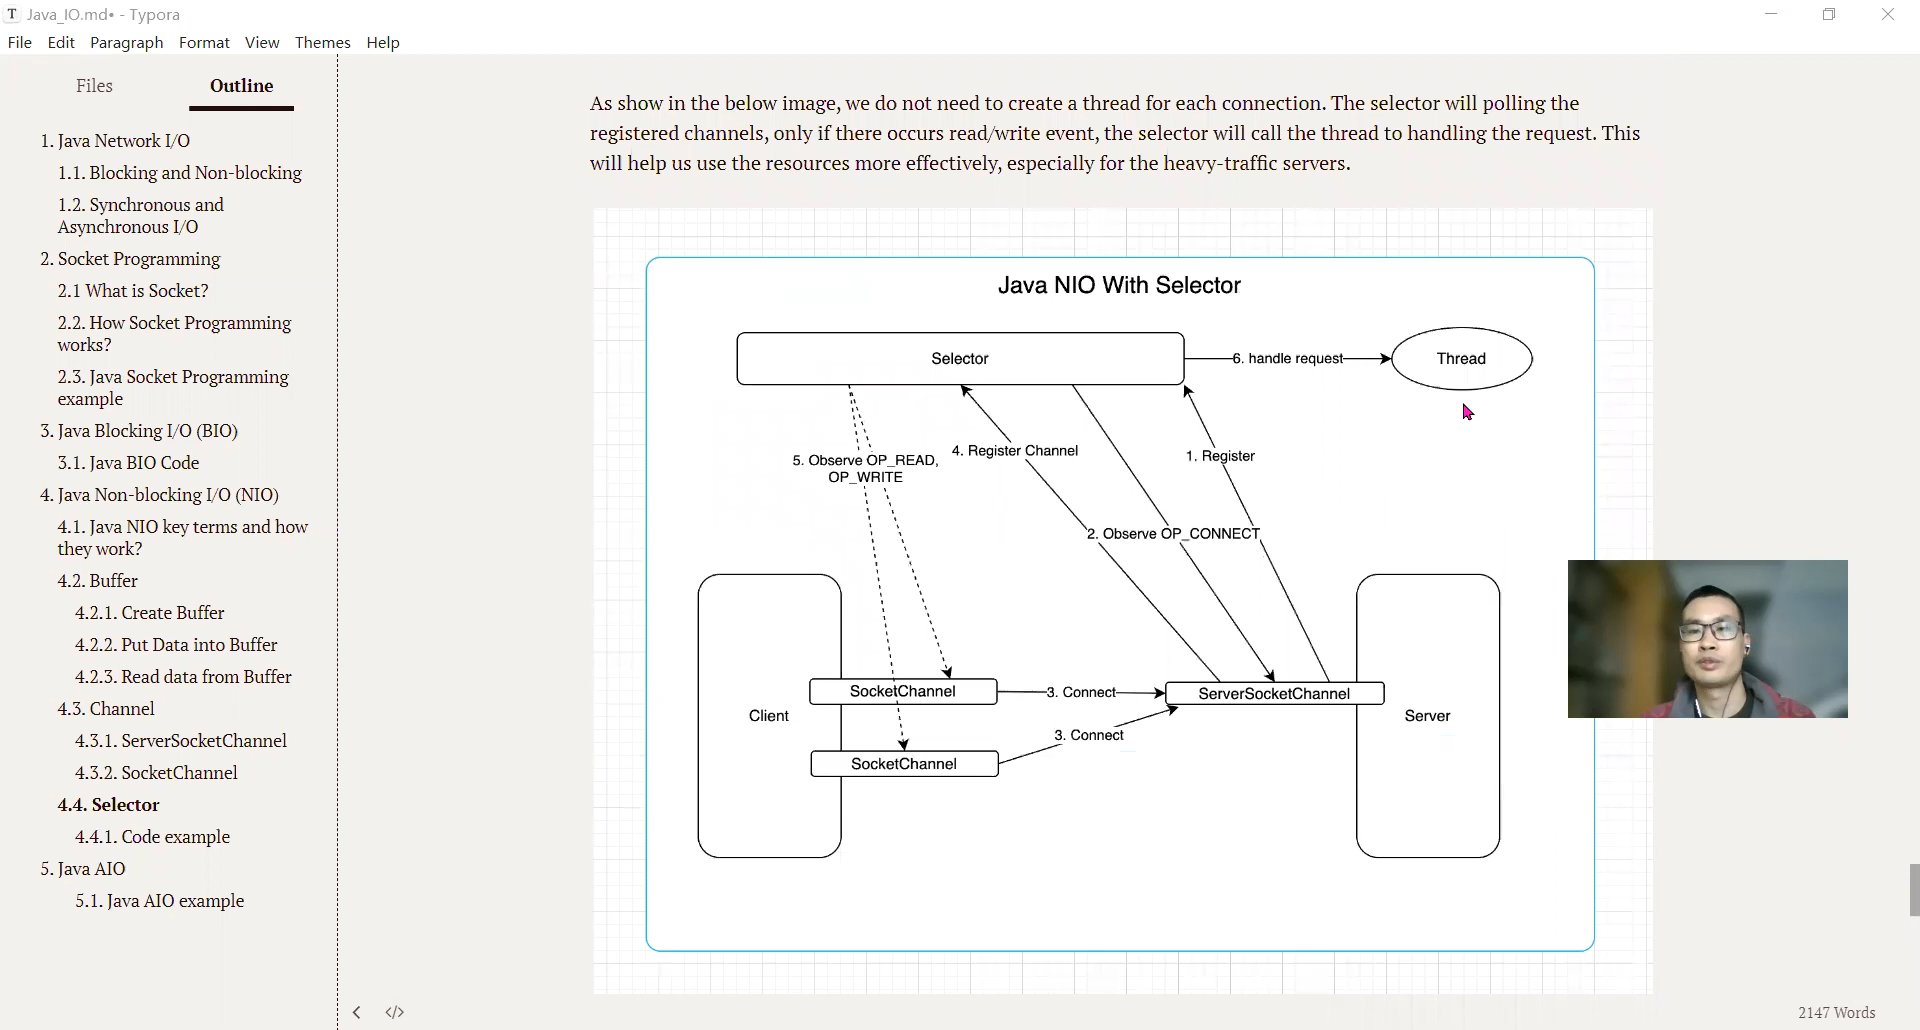 Java_IO.md• - Typora
File Edit Paragraph Format View Themes Help
Files Outline
1. Java Network I/O
1.1. Blocking and Non-blocking
1.2. Synchronous and
Asynchronous I/O
2. Socket Programming
2.1 What is Socket?
2.2. How Socket Programming
works?
2.3. Java Socket Programming
example
3. Java Blocking I/O (BIO)
3.1. Java BIO Code
4. Java Non-blocking I/O (NIO)
4.1. Java NIO key terms and how
they work?
4.2. Buffer
4.2.1. Create Buffer
4.2.2. Put Data into Buffer
4.2.3. Read data from Buffer
4.3. Channel
4.3.1. ServerSocketChannel
4.3.2. SocketChannel
4.4. Selector
4.4.1. Code example
5. Java AIO
5.1. Java AIO example
As show in the below image, we do not need to create a thread for each connection. The selector will polling the
registered channels, only if there occurs read/write event, the selector will call the thread to handling the request. This
will help us use the resources more effectively, especially for the heavy-traffic servers.
Java NIO With Selector
Selector
6. handle request
Thread
5. Observe OP_READ,
OP_WRITE
4. Register Channel
1. Register
2. Observe OP_CONNECT
SocketChannel
3. Connect
ServerSocketChannel
Client
Server
3. Connect
SocketChannel
</> 2147 Words